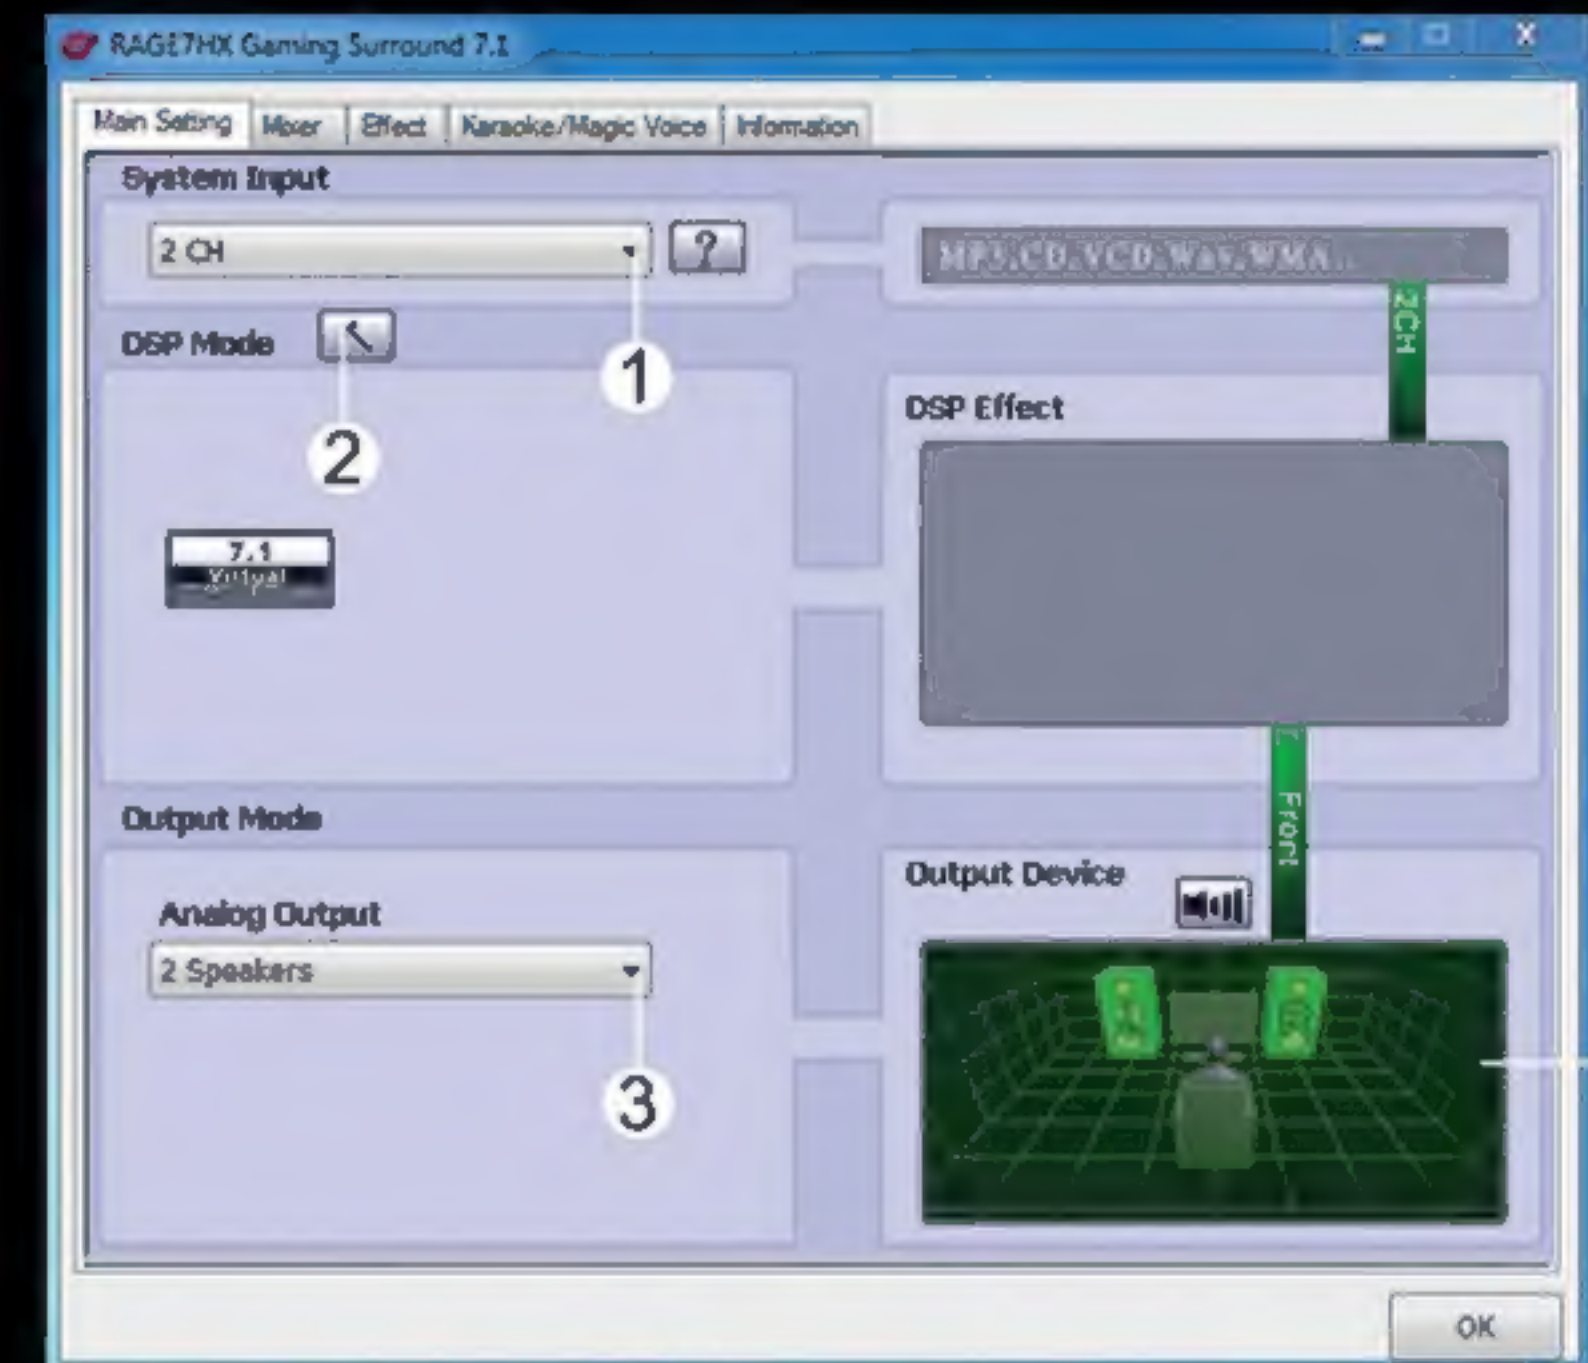 RAGE7HX Gaming Surround 7.1
Main Setting Mixer Effect Karaoke/Magic Voice Information
System Input
2 CH
?
MP3.CD.VCD.Wav.WMA..
2CH
DSP Mode
1
2
DSP Effect
7.1
Virtual
Front
Output Mode
Output Device
Analog Output
2 Speakers
3
OK